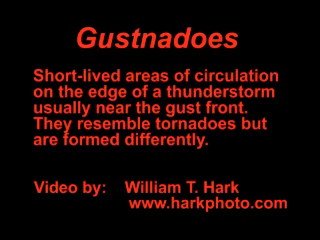 Gustnadoes
Short-lived areas of circulation
on the edge of a thunderstorm
usually near the gust front.
They resemble tornadoes but
are formed differently.
Video by: William T. Hark
www.harkphoto.com